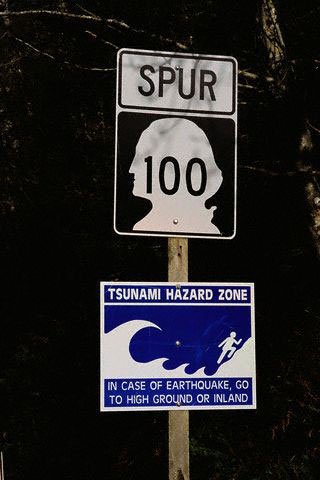 SPUR
100
TSUNAMI HAZARD ZONE
IN CASE OF EARTHQUAKE, GO
TO HIGH GROUND OR INLAND